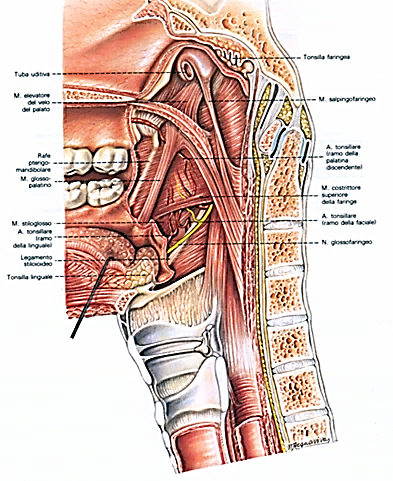 Tonsilla faringea
Tuba uditiva
M. elevatore
del velo
del palato
M. salpingofaringeo
Rafe
pterigo-
mandibolare
M. glosso-
palatino
A. tonsillare
(ramo della
palatina
discendente)
M. costrittore
superiore
della faringe
M. stiloglosso
A. tonsillare
(ramo della
linguale)
A. tonsillare
(ramo della faciale)
N. glossofaringeo
Legamento
stiloioideo
Tonsilla linguale